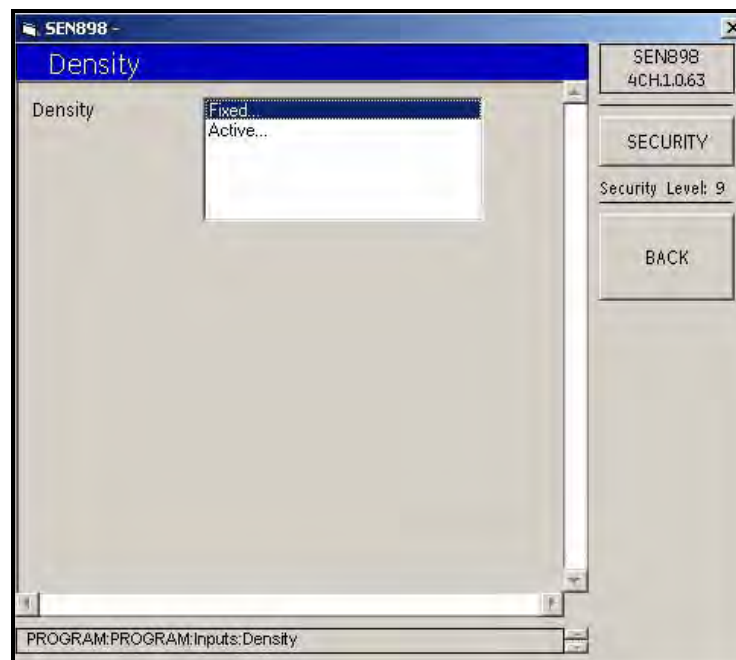 SEN898 -
Density
SEN898
4CH.1.0.63
Density
Fixed...
Active...
SECURITY
Security Level: 9
BACK
PROGRAM:PROGRAM:Inputs:Density